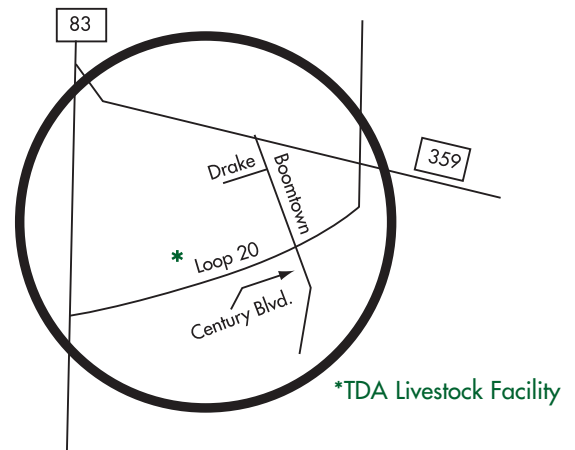 83
359
Drake
Boomtown
* Loop 20
Century Blvd.
*TDA Livestock Facility